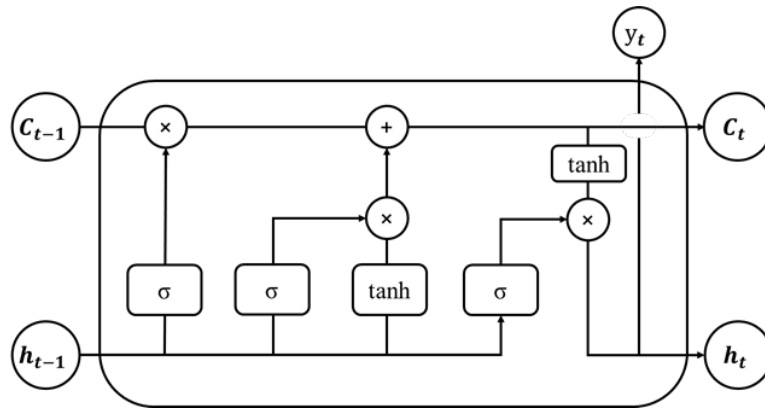 y_t
C_{t-1} × + C_t
tanh
× ×
σ σ tanh σ
h_{t-1} h_t